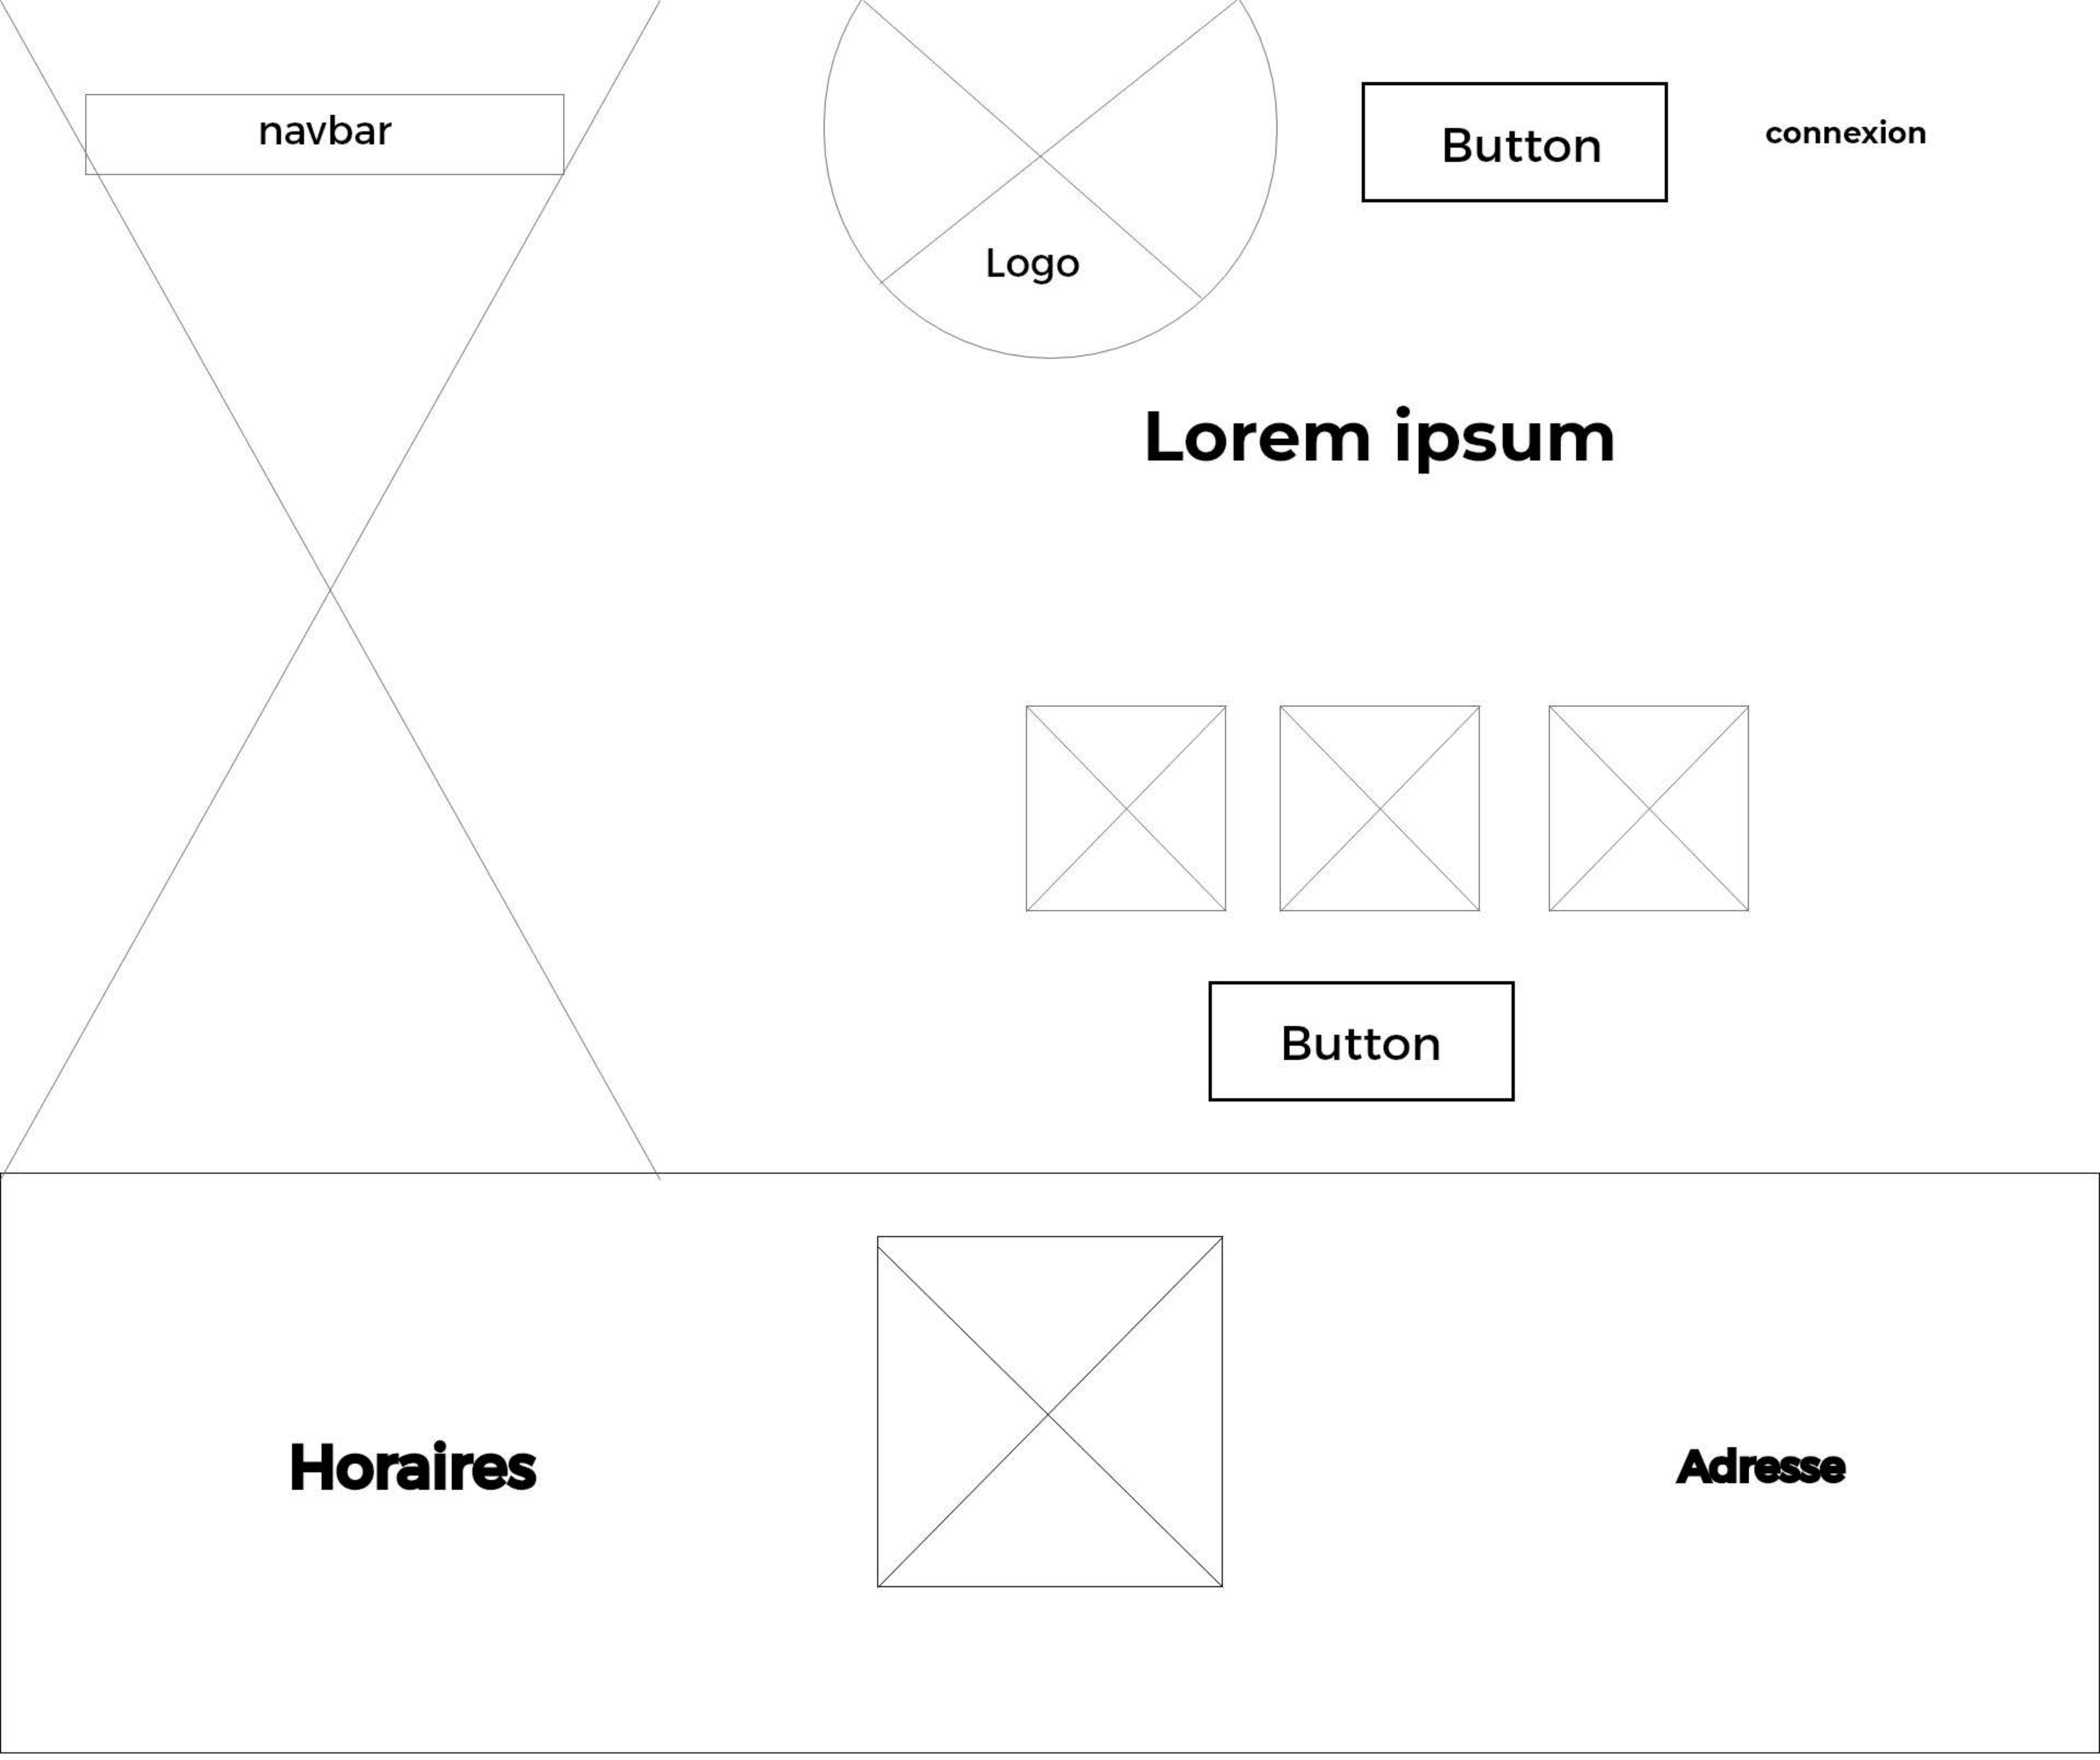 navbar
Button
connexion
Logo
Lorem ipsum
Button
Horaires
Adresse